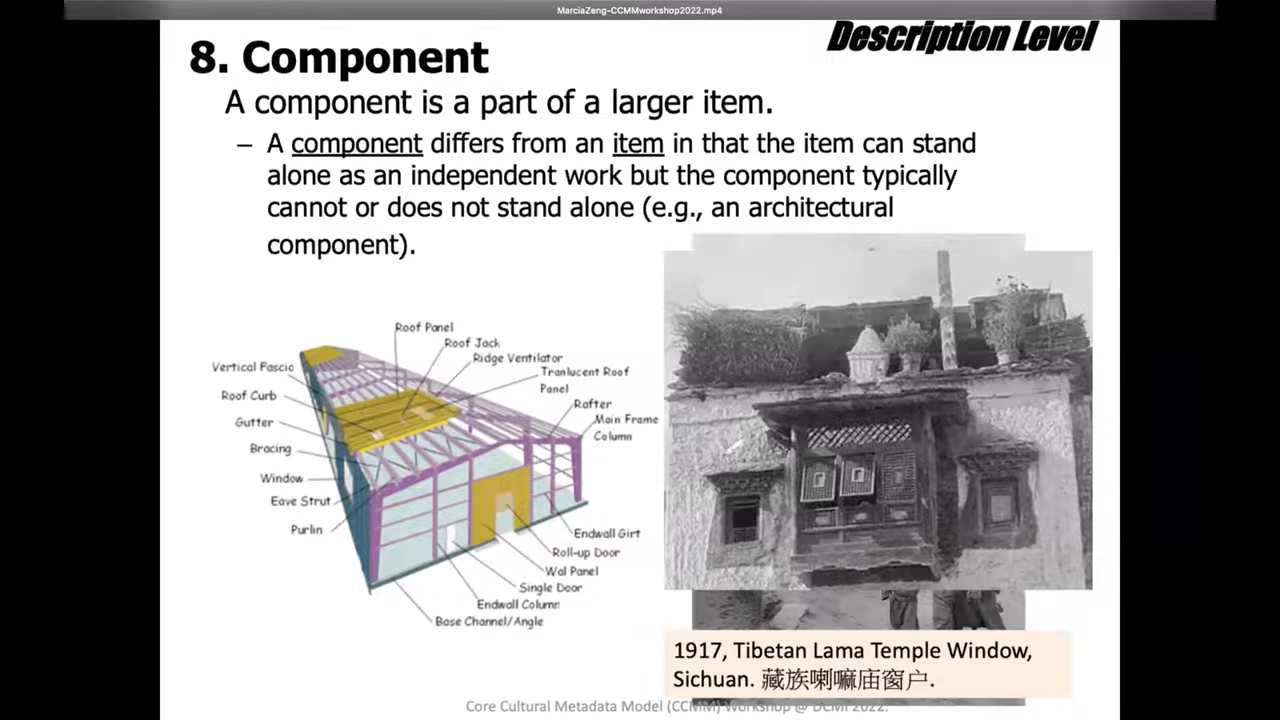 MarciaZeng-CCMMworkshop2022.mp4
Description Level
8. Component
A component is a part of a larger item.
– A component differs from an item in that the item can stand
alone as an independent work but the component typically
cannot or does not stand alone (e.g., an architectural
component).
Roof Panel
Roof Jack
Ridge Ventilator
Tranlucent Roof
Panel
Rafter
Main Frame
Column
Vertical Fascio
Roof Curb
Gutter
Bracing
Window
Eave Strut
Purlin
Endwall Girt
Roll-up Door
Wal Panel
Single Door
Endwall Column
Base Channel/Angle
1917, Tibetan Lama Temple Window,
Sichuan. 藏族喇嘛庙窗户.
Core Cultural Metadata Model (CCMM) Workshop @ DCMI 2022.